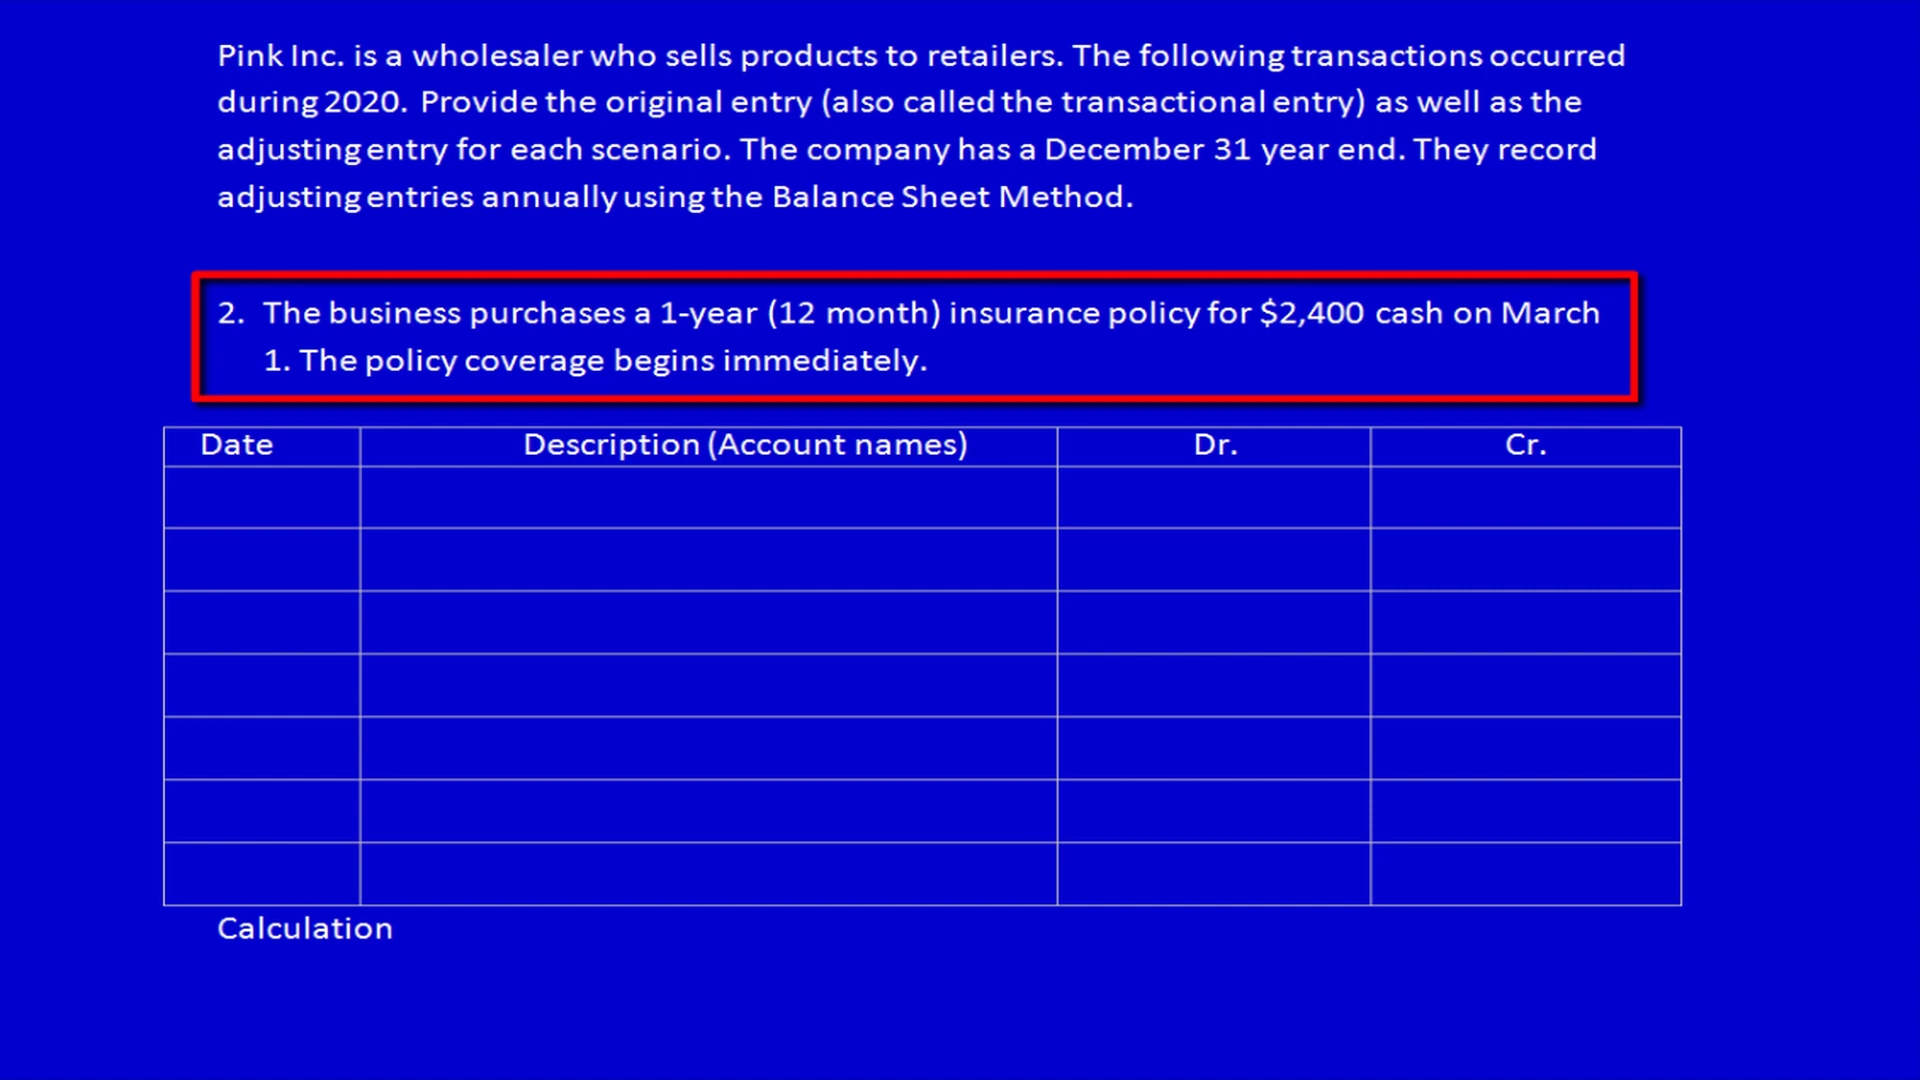 Pink Inc. is a wholesaler who sells products to retailers. The following transactions occurred
during 2020. Provide the original entry (also called the transactional entry) as well as the
adjusting entry for each scenario. The company has a December 31 year end. They record
adjusting entries annually using the Balance Sheet Method.
2. The business purchases a 1-year (12 month) insurance policy for $2,400 cash on March
1. The policy coverage begins immediately.
Date Description (Account names) Dr. Cr.
Calculation